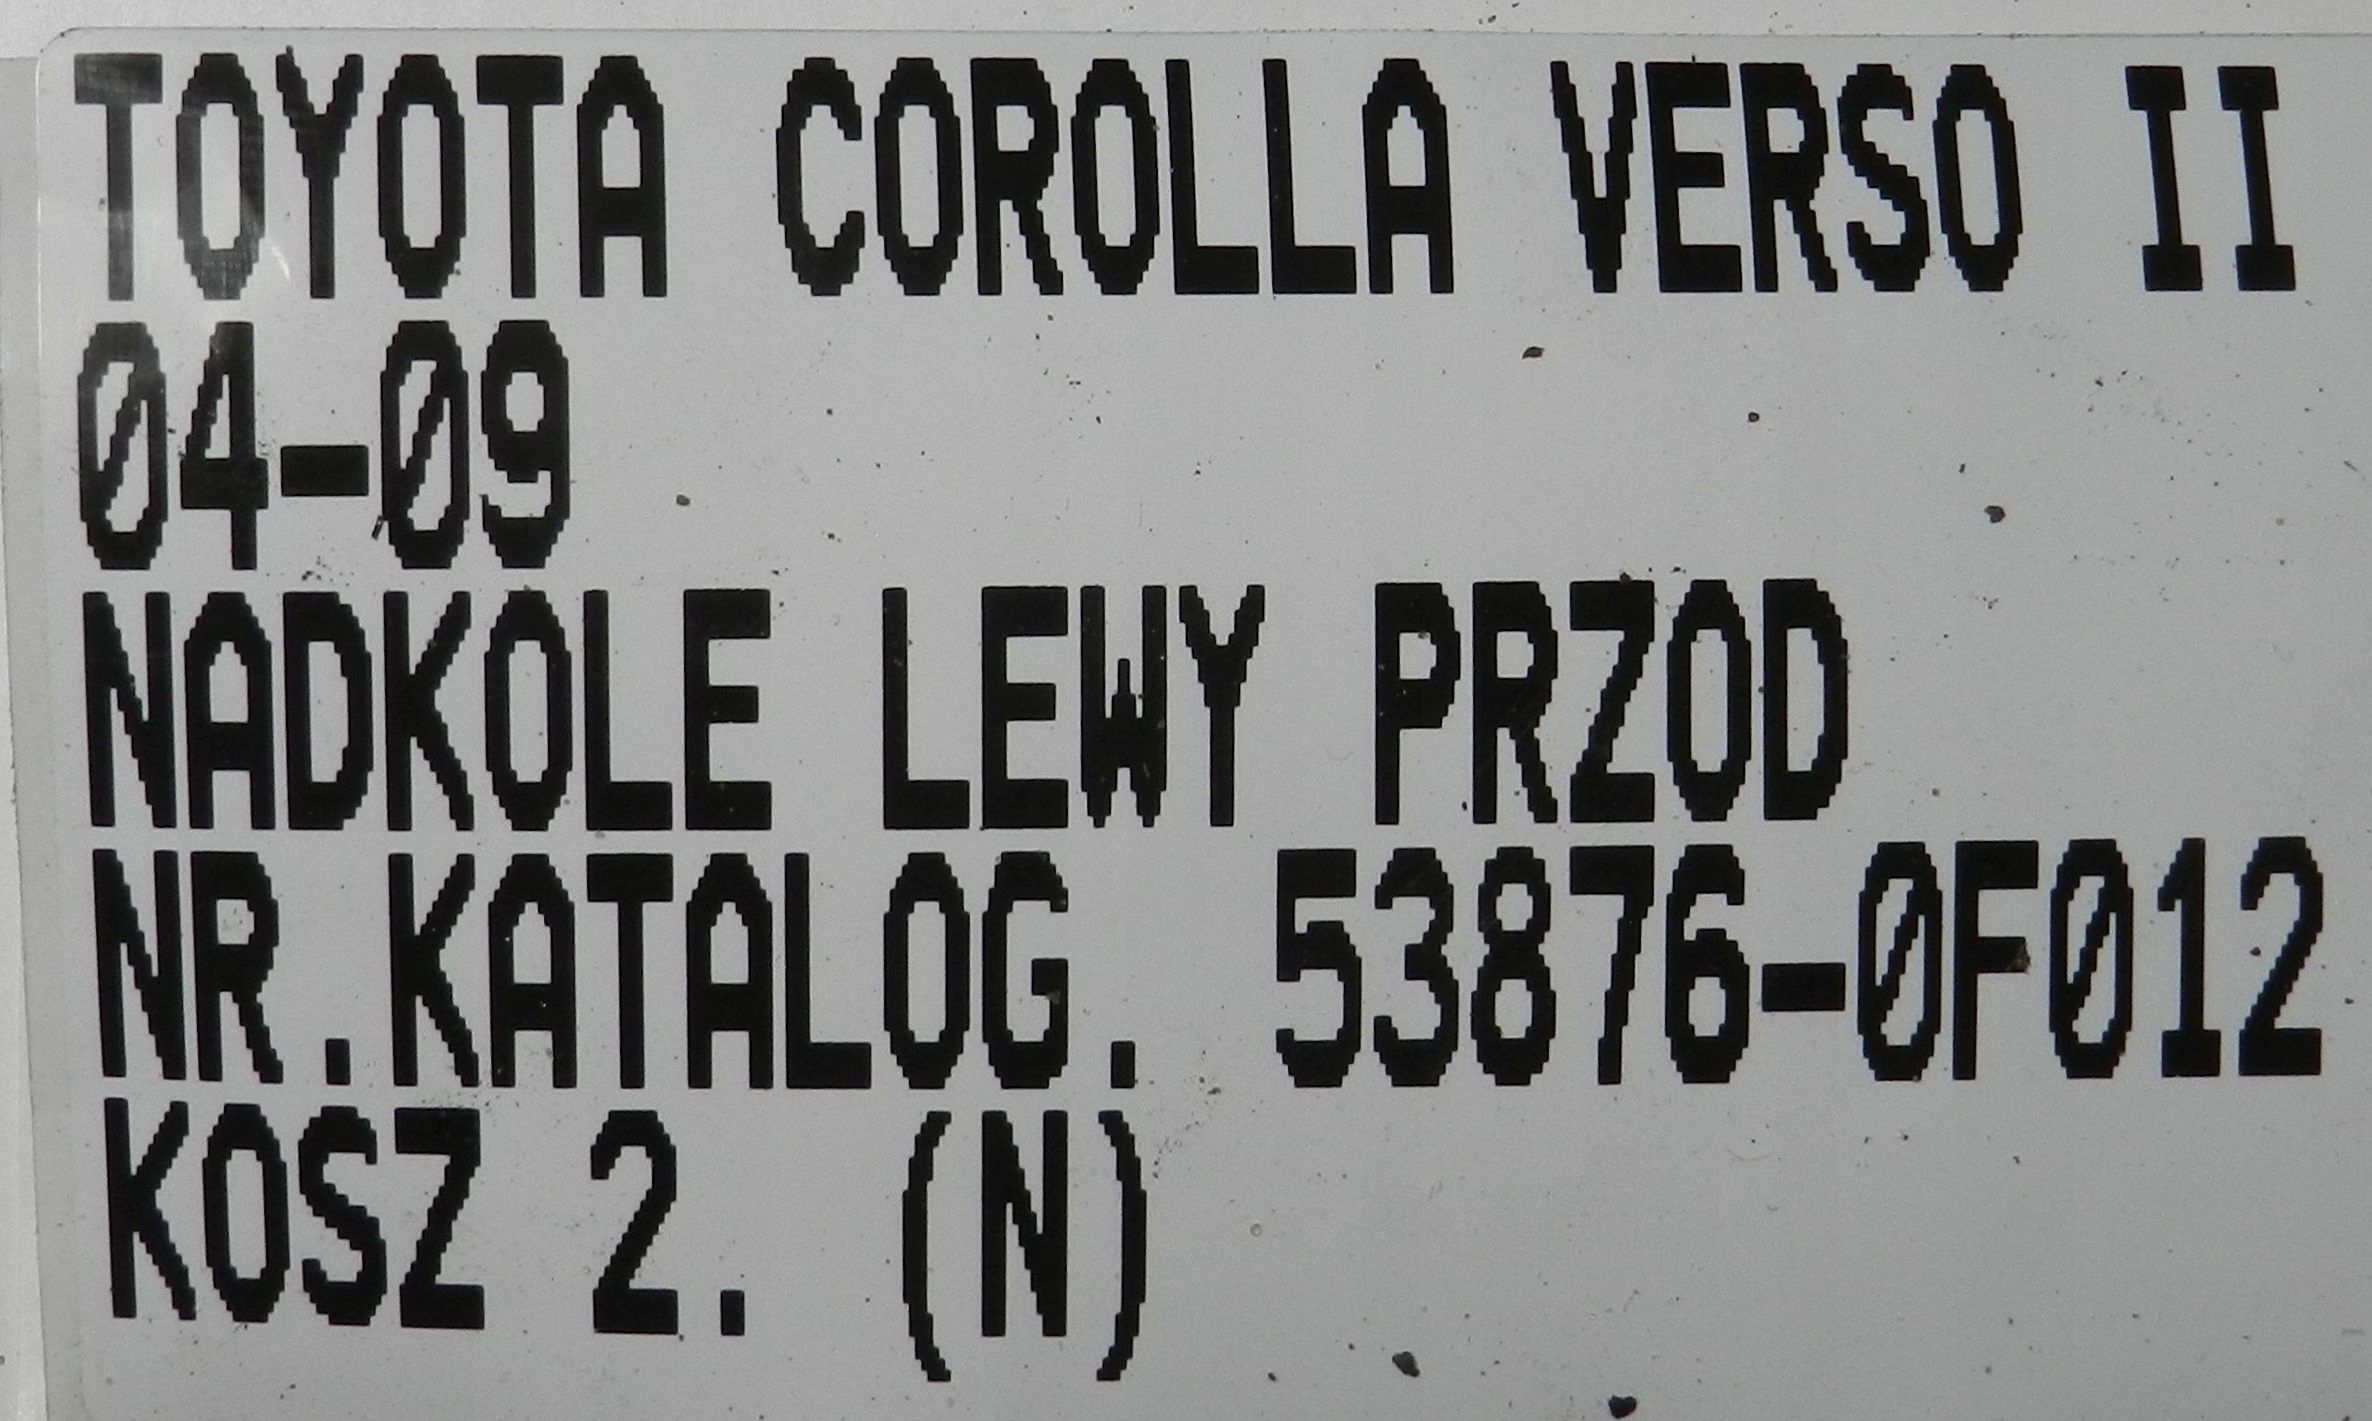 TOYOTA COROLLA VERSO II
04-09
NADKOLE LEWY PRZOD
NR.KATALOG. 53876-0F012
KOSZ 2. (N)